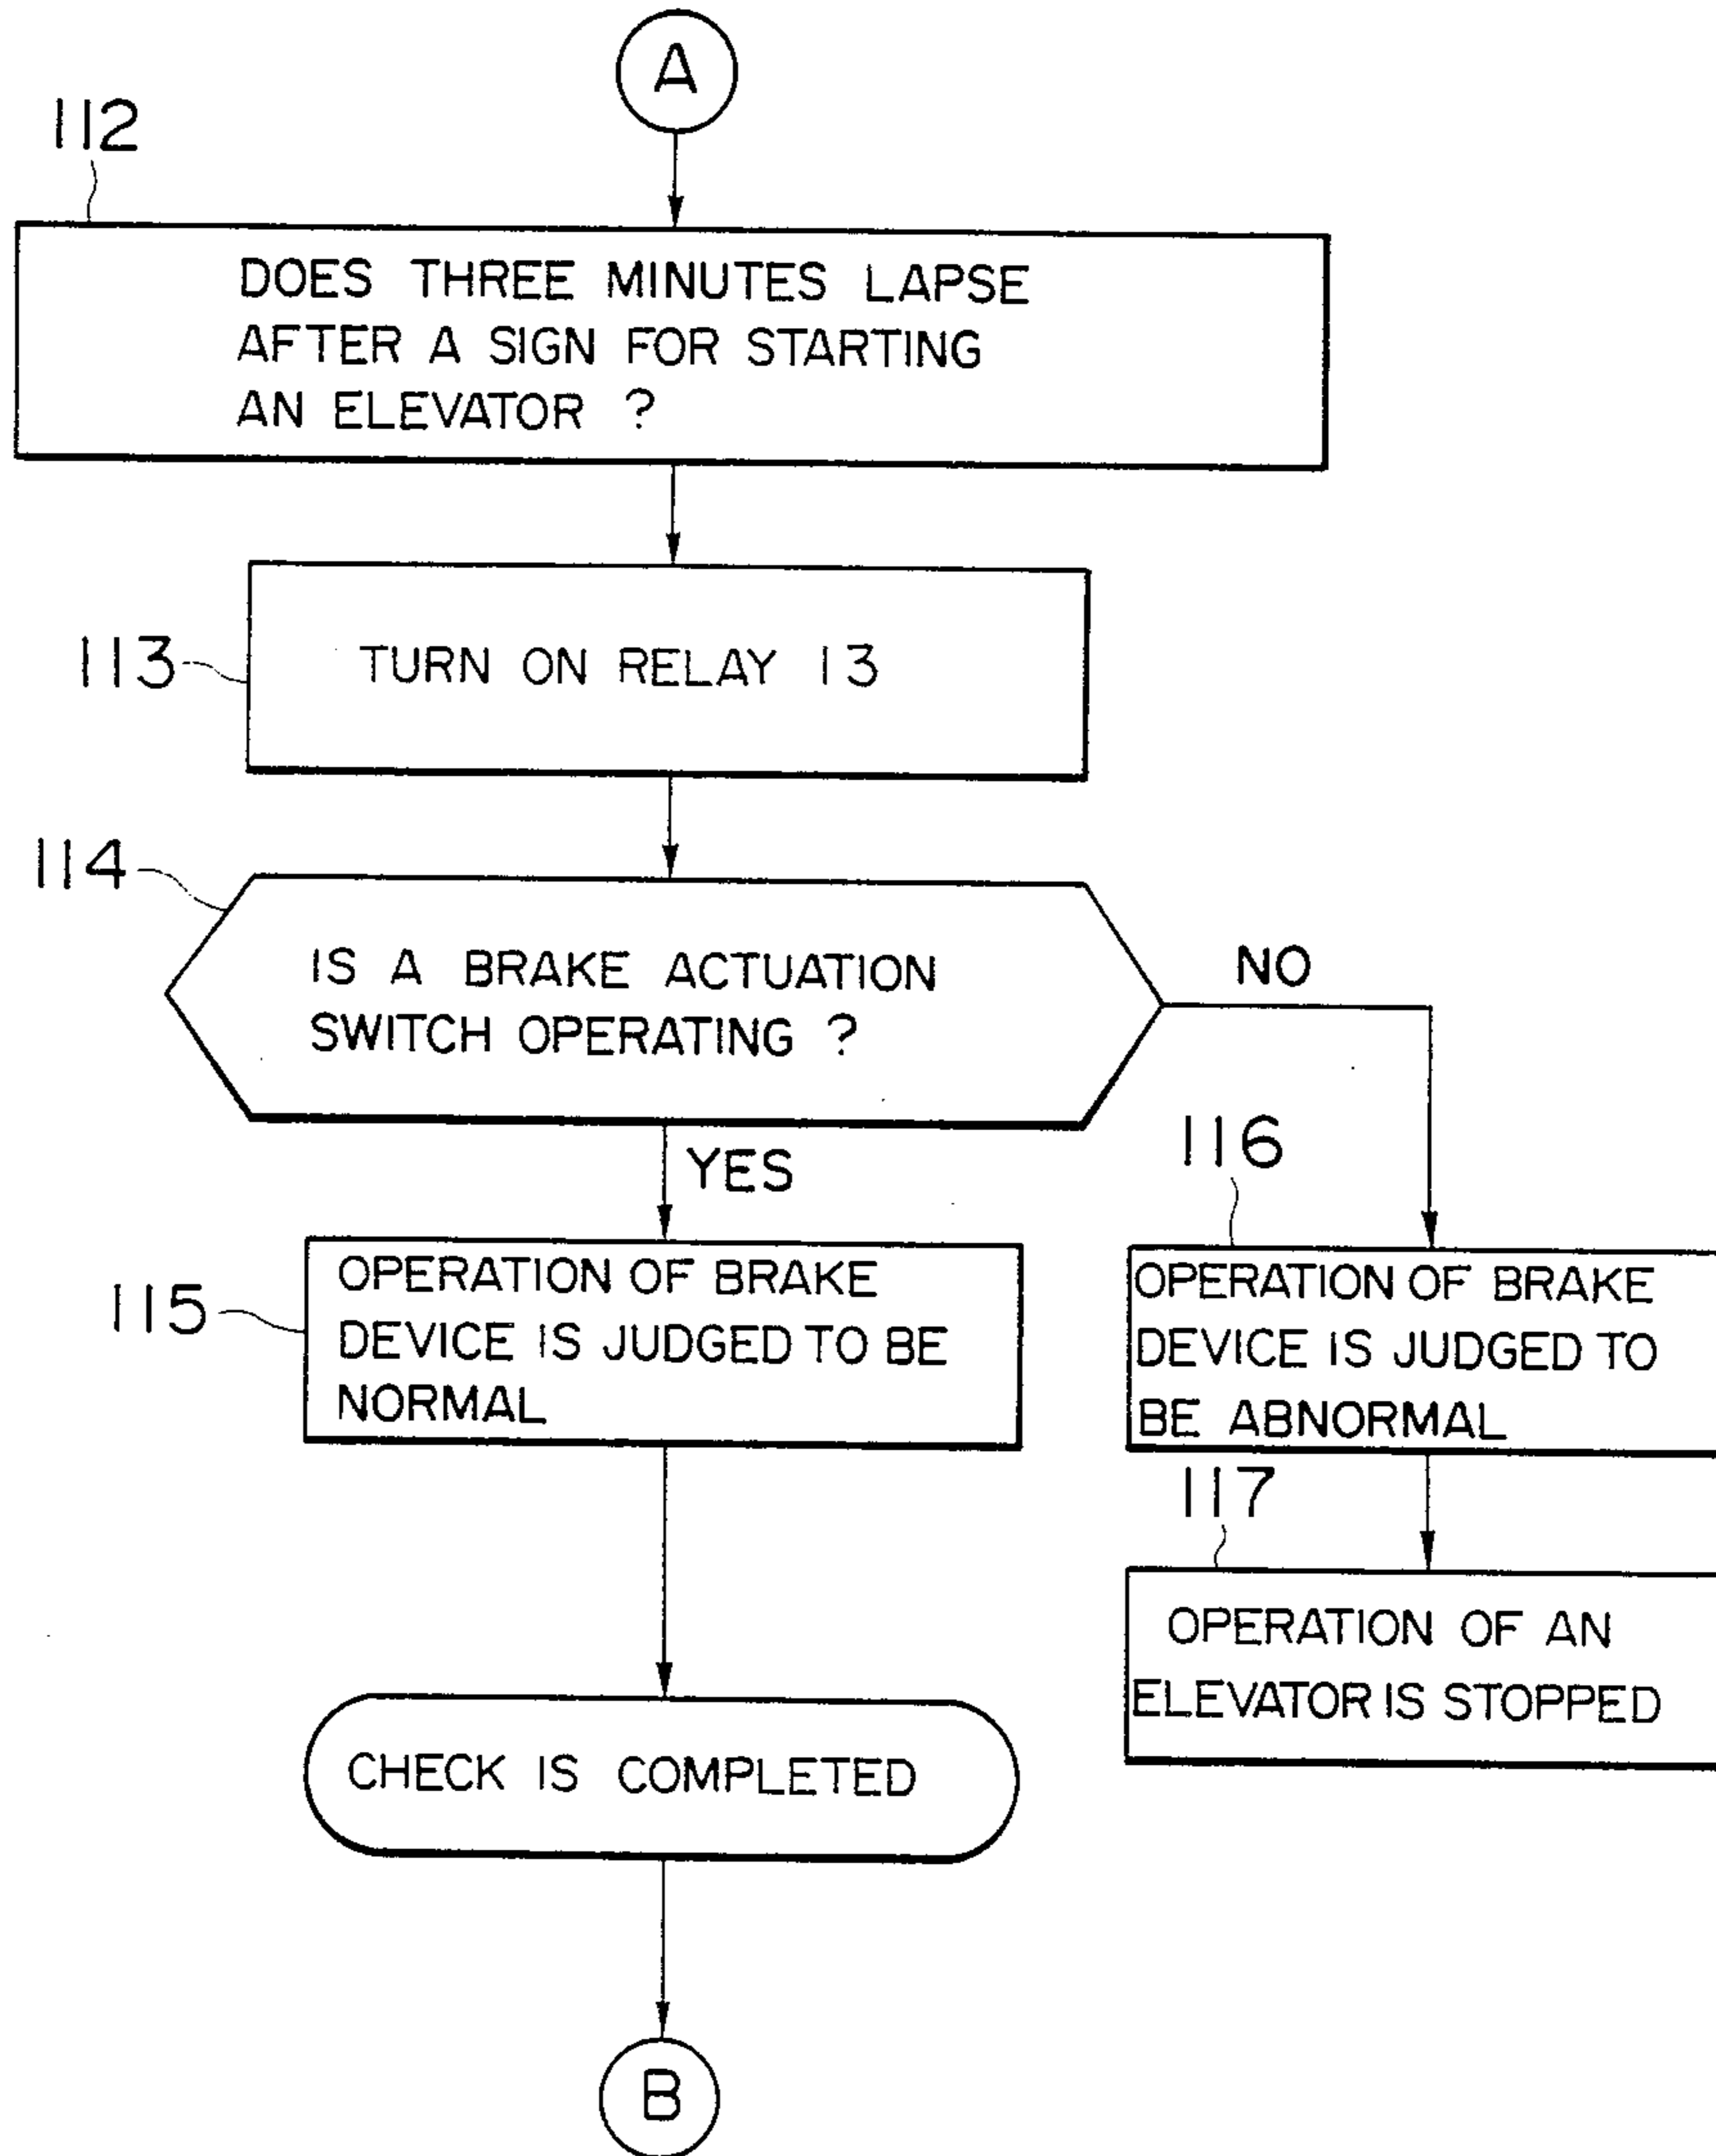 A
112
DOES THREE MINUTES LAPSE
AFTER A SIGN FOR STARTING
AN ELEVATOR ?
113
TURN ON RELAY 13
114
IS A BRAKE ACTUATION
SWITCH OPERATING ?
NO
YES
115
OPERATION OF BRAKE
DEVICE IS JUDGED TO BE
NORMAL
116
OPERATION OF BRAKE
DEVICE IS JUDGED TO
BE ABNORMAL
117
OPERATION OF AN
ELEVATOR IS STOPPED
CHECK IS COMPLETED
B